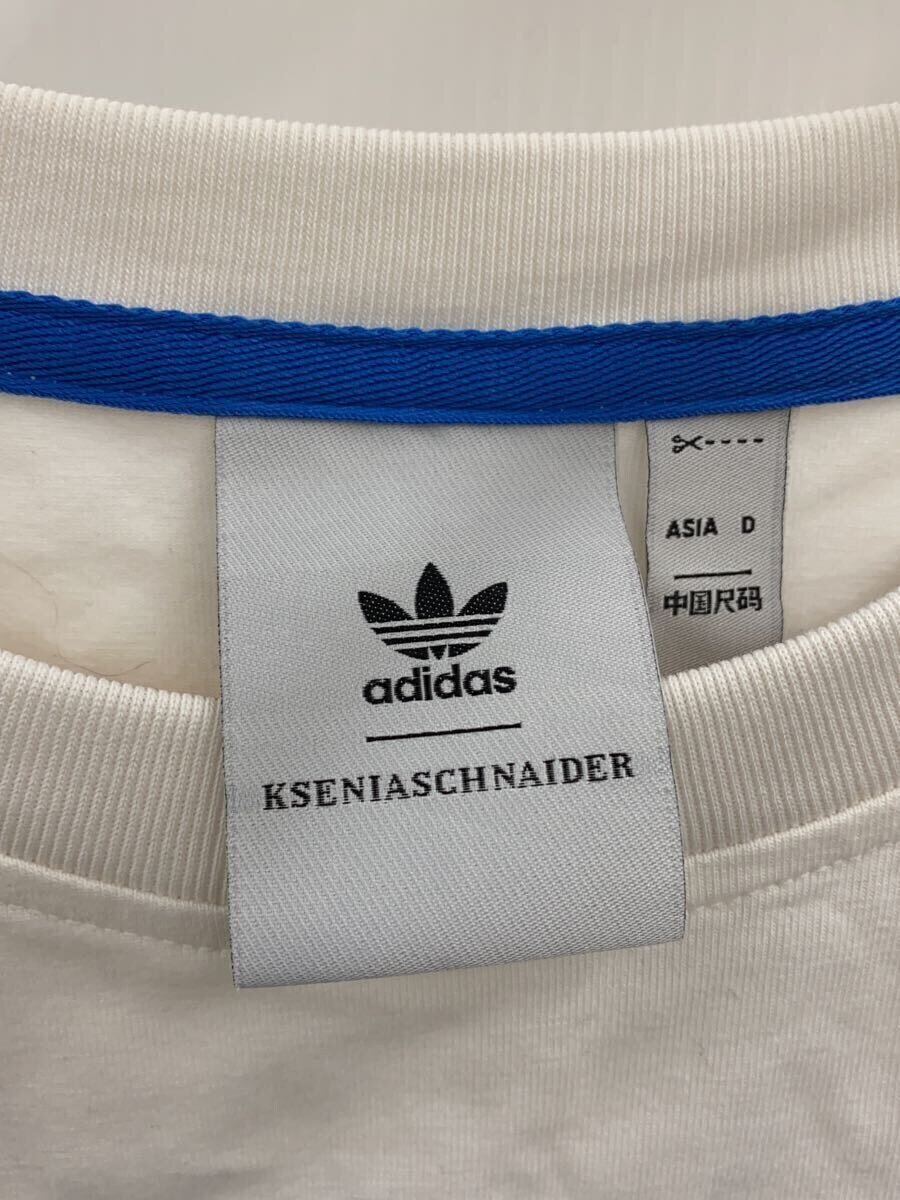 adidas
KSENIASCHNAIDER
ASIA D
中国尺码